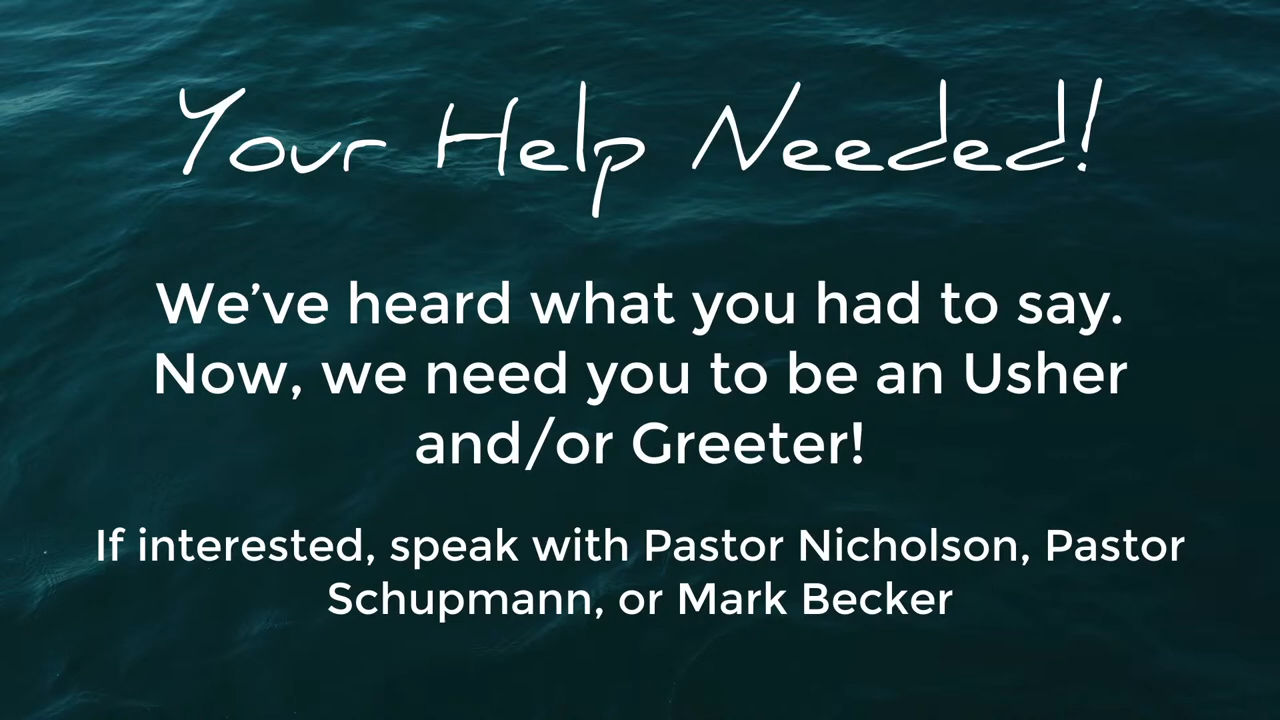 Your Help Needed!
We’ve heard what you had to say.
Now, we need you to be an Usher
and/or Greeter!
If interested, speak with Pastor Nicholson, Pastor
Schupmann, or Mark Becker